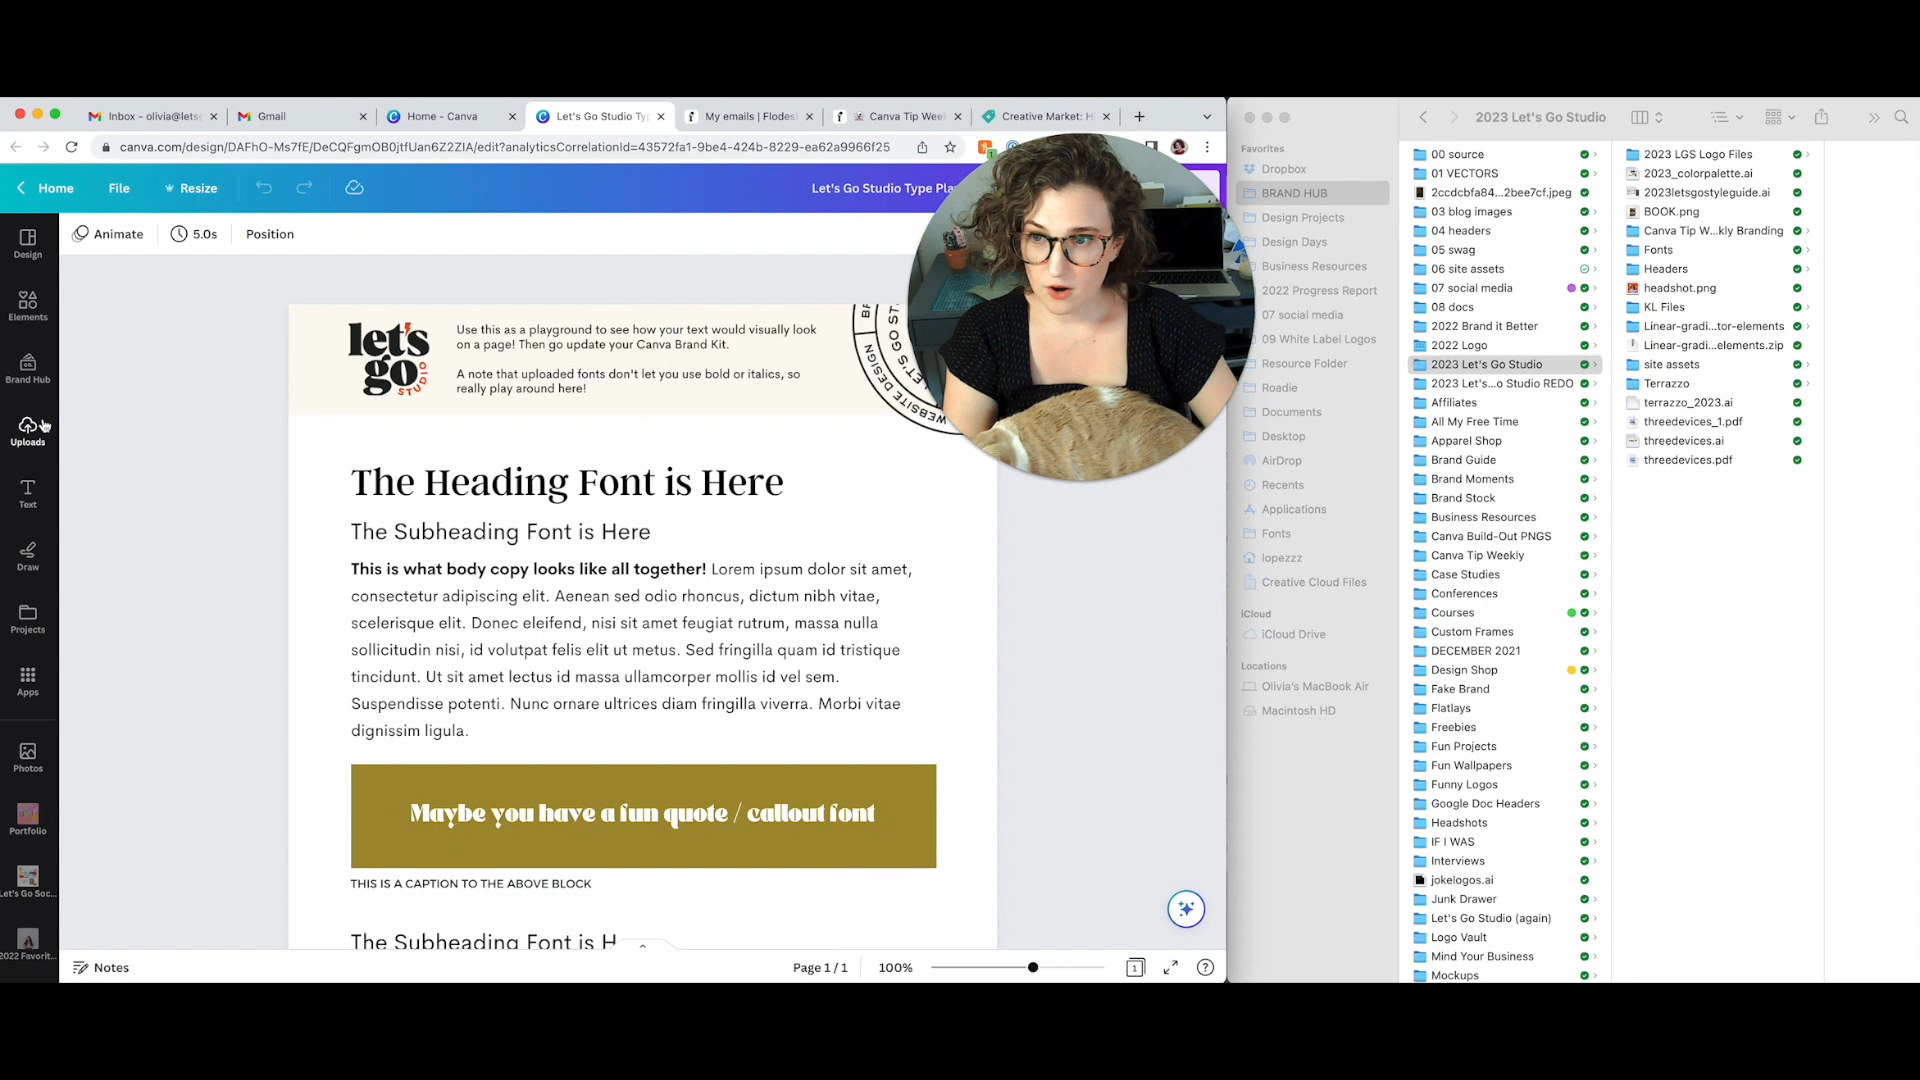 Inbox - olivia@letsg
Gmail
Home - Canva
Let's Go Studio Typ
My emails | Flodes
Canva Tip Wee
Creative Market: H
canva.com/design/DAFhO-Ms7fE/DeCQFgmOB0jtfUan6Z2ZIA/edit?analyticsCorrelationId=43572fa1-9be4-424b-8229-ea62a9966f25
Home
File
Resize
Let's Go Studio Type Pla
Animate
5.0s
Position
Design
Elements
Brand Hub
Uploads
Text
Draw
Projects
Apps
Photos
Portfolio
Let's Go Soc...
2022 Favorit...
let's
go
STUDIO
Use this as a playground to see how your text would visually look
on a page! Then go update your Canva Brand Kit.
A note that uploaded fonts don't let you use bold or italics, so
really play around here!
LET'S GO ST
WEBSITE DESIGN
The Heading Font is Here
The Subheading Font is Here
This is what body copy looks like all together! Lorem ipsum dolor sit amet,
consectetur adipiscing elit. Aenean sed odio rhoncus, dictum nibh vitae,
scelerisque elit. Donec eleifend, nisi sit amet feugiat rutrum, massa nulla
sollicitudin nisi, id volutpat felis elit ut metus. Sed fringilla quam id tristique
tincidunt. Ut sit amet lectus id massa ullamcorper mollis id vel sem.
Suspendisse potenti. Nunc ornare ultrices diam fringilla viverra. Morbi vitae
dignissim ligula.
Maybe you have a fun quote / callout font
THIS IS A CAPTION TO THE ABOVE BLOCK
The Subheading Font is H
Notes
Page 1 / 1
100%
1
2023 Let's Go Studio
Favorites
Dropbox
BRAND HUB
Design Projects
Design Days
Business Resources
2022 Progress Report
07 social media
09 White Label Logos
Resource Folder
Roadie
Documents
Desktop
AirDrop
Recents
Applications
Fonts
lopezzz
Creative Cloud Files
iCloud
iCloud Drive
Locations
Olivia's MacBook Air
Macintosh HD
00 source
01 VECTORS
2ccdcbfa84...2bee7cf.jpeg
03 blog images
04 headers
05 swag
06 site assets
07 social media
08 docs
2022 Brand it Better
2022 Logo
2023 Let's Go Studio
2023 Let's...o Studio REDO
Affiliates
All My Free Time
Apparel Shop
Brand Guide
Brand Moments
Brand Stock
Business Resources
Canva Build-Out PNGS
Canva Tip Weekly
Case Studies
Conferences
Courses
Custom Frames
DECEMBER 2021
Design Shop
Fake Brand
Flatlays
Freebies
Fun Projects
Fun Wallpapers
Funny Logos
Google Doc Headers
Headshots
IF I WAS
Interviews
jokelogos.ai
Junk Drawer
Let's Go Studio (again)
Logo Vault
Mind Your Business
Mockups
2023 LGS Logo Files
2023_colorpalette.ai
2023letsgostyleguide.ai
BOOK.png
Canva Tip W...kly Branding
Fonts
Headers
headshot.png
KL Files
Linear-gradi...tor-elements
Linear-gradi...elements.zip
site assets
Terrazzo
terrazzo_2023.ai
threedevices_1.pdf
threedevices.ai
threedevices.pdf